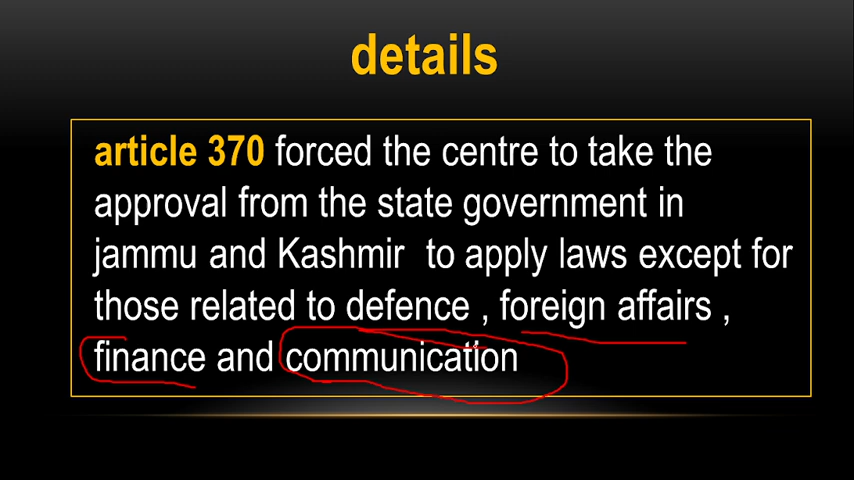 details
article 370 forced the centre to take the
approval from the state government in
jammu and Kashmir to apply laws except for
those related to defence , foreign affairs ,
finance and communication